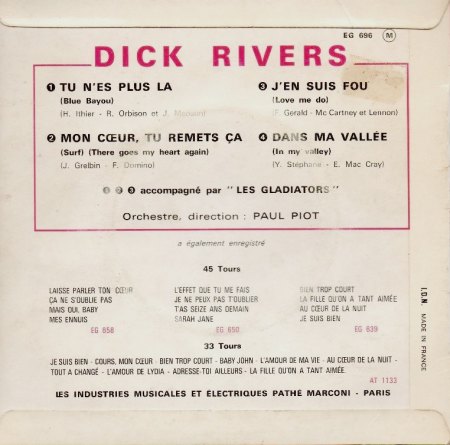 EG 696 M
DICK RIVERS
1 TU N'ES PLUS LA
(Blue Bayou)
(H. Ithier - R. Orbison et J. Melson)
2 MON CŒUR, TU REMETS ÇA
(Surf) (There goes my heart again)
(J. Grelbin - F. Domino)
3 J'EN SUIS FOU
(Love me do)
(F. Gerald - Mc Cartney et Lennon)
4 DANS MA VALLÉE
(In my valley)
(Y. Stéphane - E. Mac Cray)
1 2 3 accompagné par "LES GLADIATORS"
Orchestre, direction : PAUL PIOT
a également enregistré
45 Tours
LAISSE PARLER TON CŒUR
ÇA NE S'OUBLIE PAS
MAIS OUI, BABY
MES ENNUIS
EG 658
L'EFFET QUE TU ME FAIS
JE NE PEUX PAS T'OUBLIER
TAS SEIZE ANS DEMAIN
SARAH JANE
EG 650
BIEN TROP COURT
LA FILLE QU'ON A TANT AIMÉE
AU CŒUR DE LA NUIT
JE SUIS BIEN
EG 639
33 Tours
JE SUIS BIEN - COURS, MON CŒUR - BIEN TROP COURT - BABY JOHN - L'AMOUR DE MA VIE - AU CŒUR DE LA NUIT -
TOUT A CHANGÉ - L'AMOUR DE LYDIA - ADRESSE-TOI AILLEURS - LA FILLE QU'ON A TANT AIMÉE.
AT 1133
LES INDUSTRIES MUSICALES ET ÉLECTRIQUES PATHÉ MARCONI - PARIS
I.D.N. MADE IN FRANCE